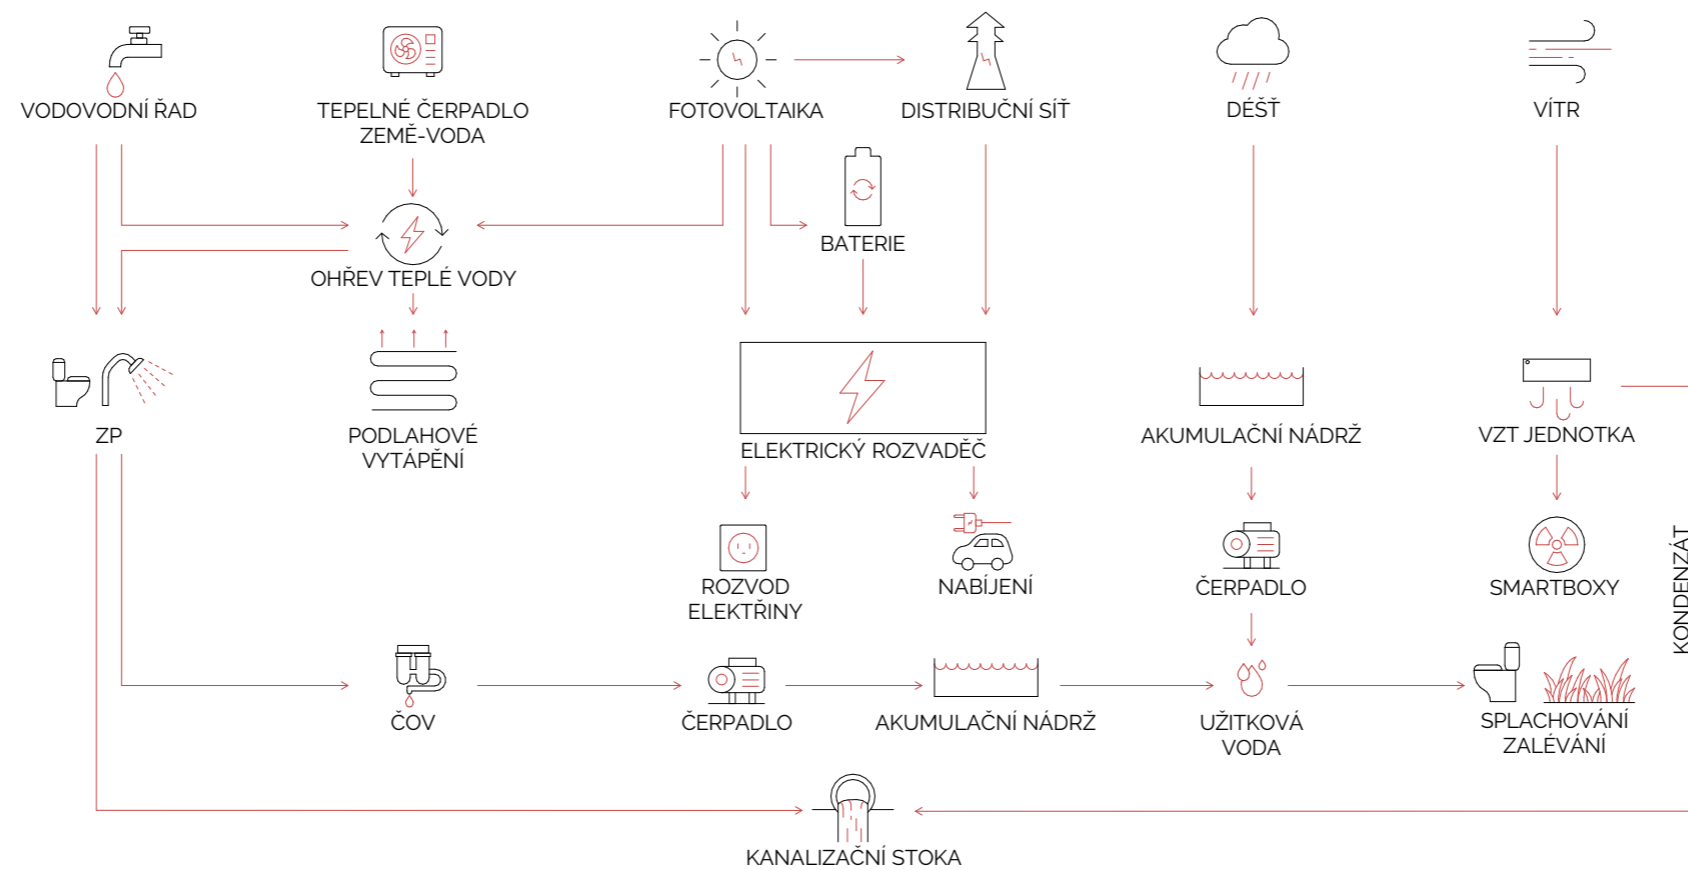 VODOVODNÍ ŘAD
TEPELNÉ ČERPADLO
ZEMĚ-VODA
FOTOVOLTAIKA
DISTRIBUČNÍ SÍŤ
DÉŠŤ
VÍTR
BATERIE
OHŘEV TEPLÉ VODY
ZP
PODLAHOVÉ
VYTÁPĚNÍ
ELEKTRICKÝ ROZVADĚČ
AKUMULAČNÍ NÁDRŽ
VZT JEDNOTKA
ROZVOD
ELEKTŘINY
NABÍJENÍ
ČERPADLO
SMARTBOXY
KONDENZÁT
ČOV
ČERPADLO
AKUMULAČNÍ NÁDRŽ
UŽITKOVÁ
VODA
SPLACHOVÁNÍ
ZALÉVÁNÍ
KANALIZAČNÍ STOKA